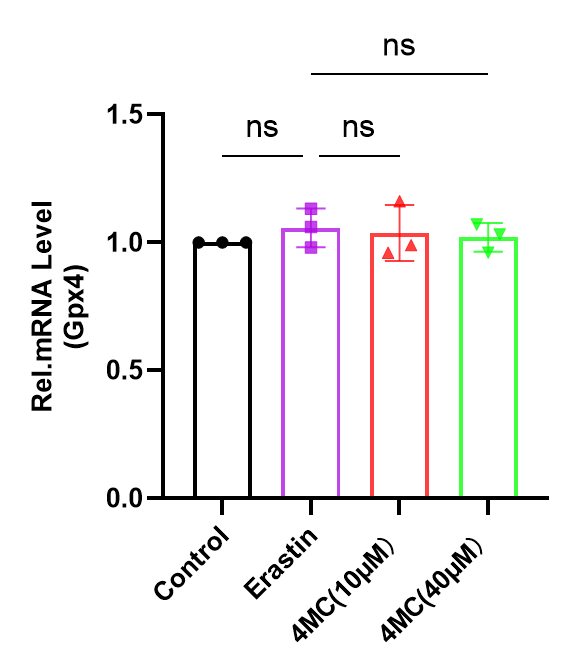 ns
ns ns
1.5
1.0
0.5
0.0
Rel.mRNA Level
(Gpx4)
Control
Erastin
4MC(10μM)
4MC(40μM)